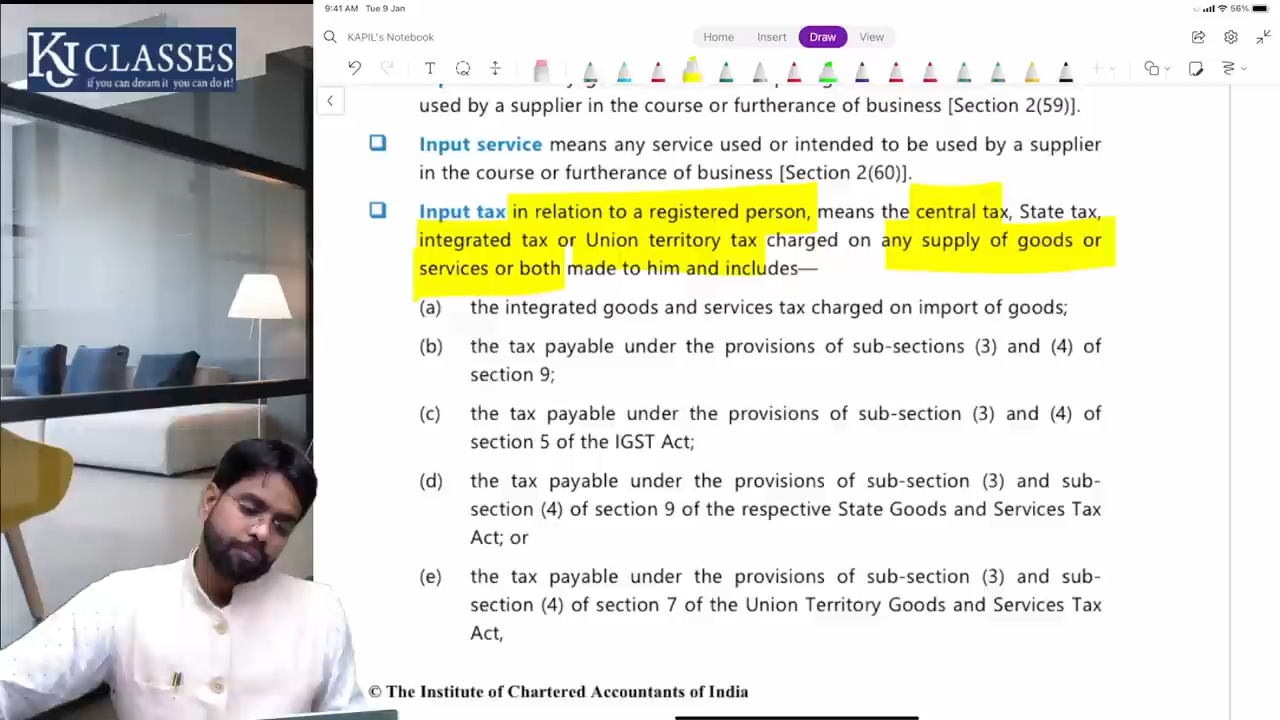 9:41 AM Tue 9 Jan
56%
KJ CLASSES
if you can dream it you can do it!
KAPIL's Notebook
Home Insert Draw View
used by a supplier in the course or furtherance of business [Section 2(59)].
Input service means any service used or intended to be used by a supplier
in the course or furtherance of business [Section 2(60)].
Input tax in relation to a registered person, means the central tax, State tax,
integrated tax or Union territory tax charged on any supply of goods or
services or both made to him and includes—
(a) the integrated goods and services tax charged on import of goods;
(b) the tax payable under the provisions of sub-sections (3) and (4) of
section 9;
(c) the tax payable under the provisions of sub-section (3) and (4) of
section 5 of the IGST Act;
(d) the tax payable under the provisions of sub-section (3) and sub-
section (4) of section 9 of the respective State Goods and Services Tax
Act; or
(e) the tax payable under the provisions of sub-section (3) and sub-
section (4) of section 7 of the Union Territory Goods and Services Tax
Act,
© The Institute of Chartered Accountants of India